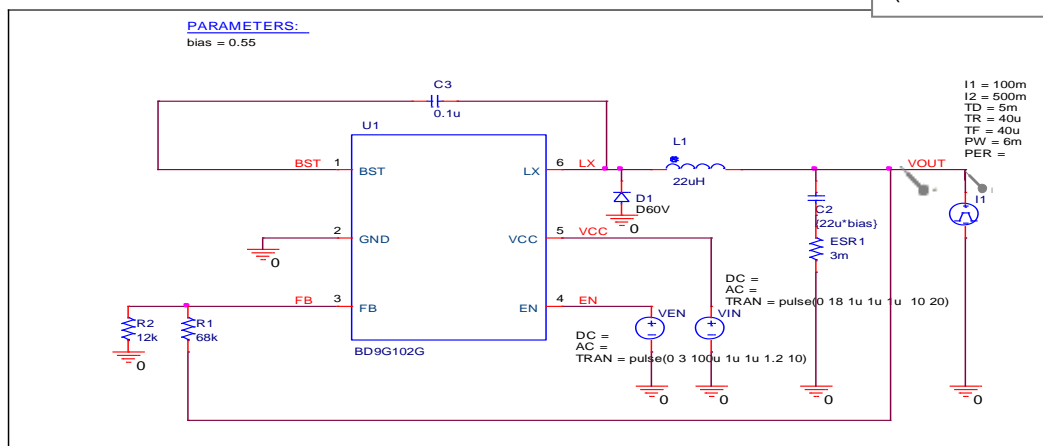 PARAMETERS:
bias = 0.55
C3
0.1u
U1
BST
1
BST
2
GND
FB
3
FB
BD9G102G
LX
6
LX
VCC
5
VCC
EN
4
EN
0
R2
12k
0
R1
68k
D1
D60V
0
L1
22uH
C2
{22u*bias}
ESR1
3m
0
VOUT
I1 = 100m
I2 = 500m
TD = 5m
TR = 40u
TF = 40u
PW = 6m
PER =
I1
0
DC =
AC =
TRAN = pulse(0 18 1u 1u 1u 10 20)
VIN
0
VEN
DC =
AC =
TRAN = pulse(0 3 100u 1u 1u 1.2 10)
0